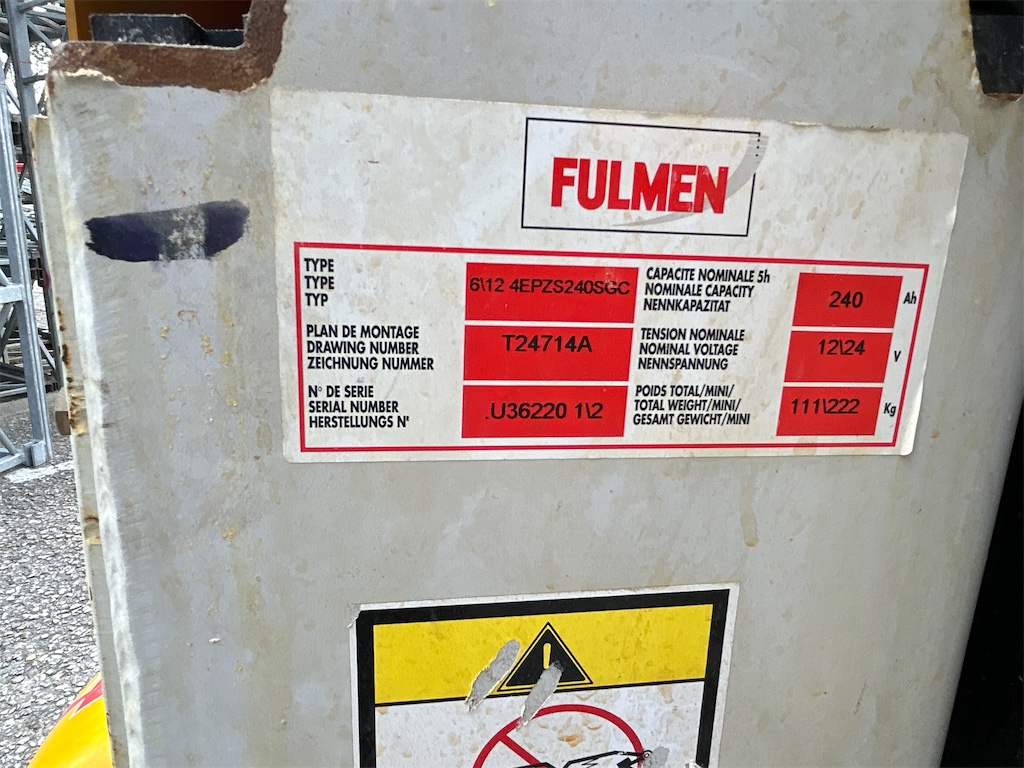 FULMEN
TYPE
TYPE
TYP
6\12 4EPZS240SGC
CAPACITE NOMINALE 5h
NOMINALE CAPACITY
NENNKAPAZITAT
240 Ah
PLAN DE MONTAGE
DRAWING NUMBER
ZEICHNUNG NUMMER
T24714A
TENSION NOMINALE
NOMINAL VOLTAGE
NENNSPANNUNG
12\24 V
N° DE SERIE
SERIAL NUMBER
HERSTELLUNGS N'
.U36220 1\2
POIDS TOTAL/MINI/
TOTAL WEIGHT/MINI/
GESAMT GEWICHT/MINI
111\222 Kg
!